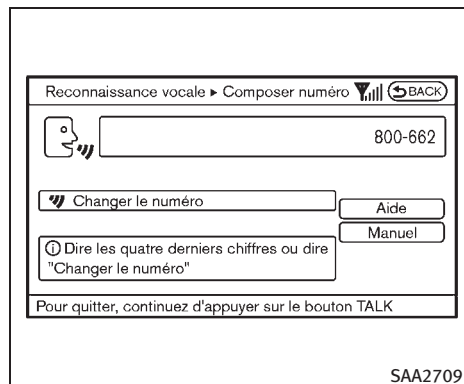 Reconnaissance vocale ▸ Composer numéro BACK
800-662
Changer le numéro
Aide
Manuel
Dire les quatre derniers chiffres ou dire
"Changer le numéro"
Pour quitter, continuez d'appuyer sur le bouton TALK
SAA2709